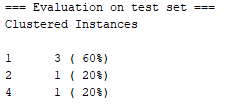 === Evaluation on test set ===
Clustered Instances
1 3 ( 60%)
2 1 ( 20%)
4 1 ( 20%)